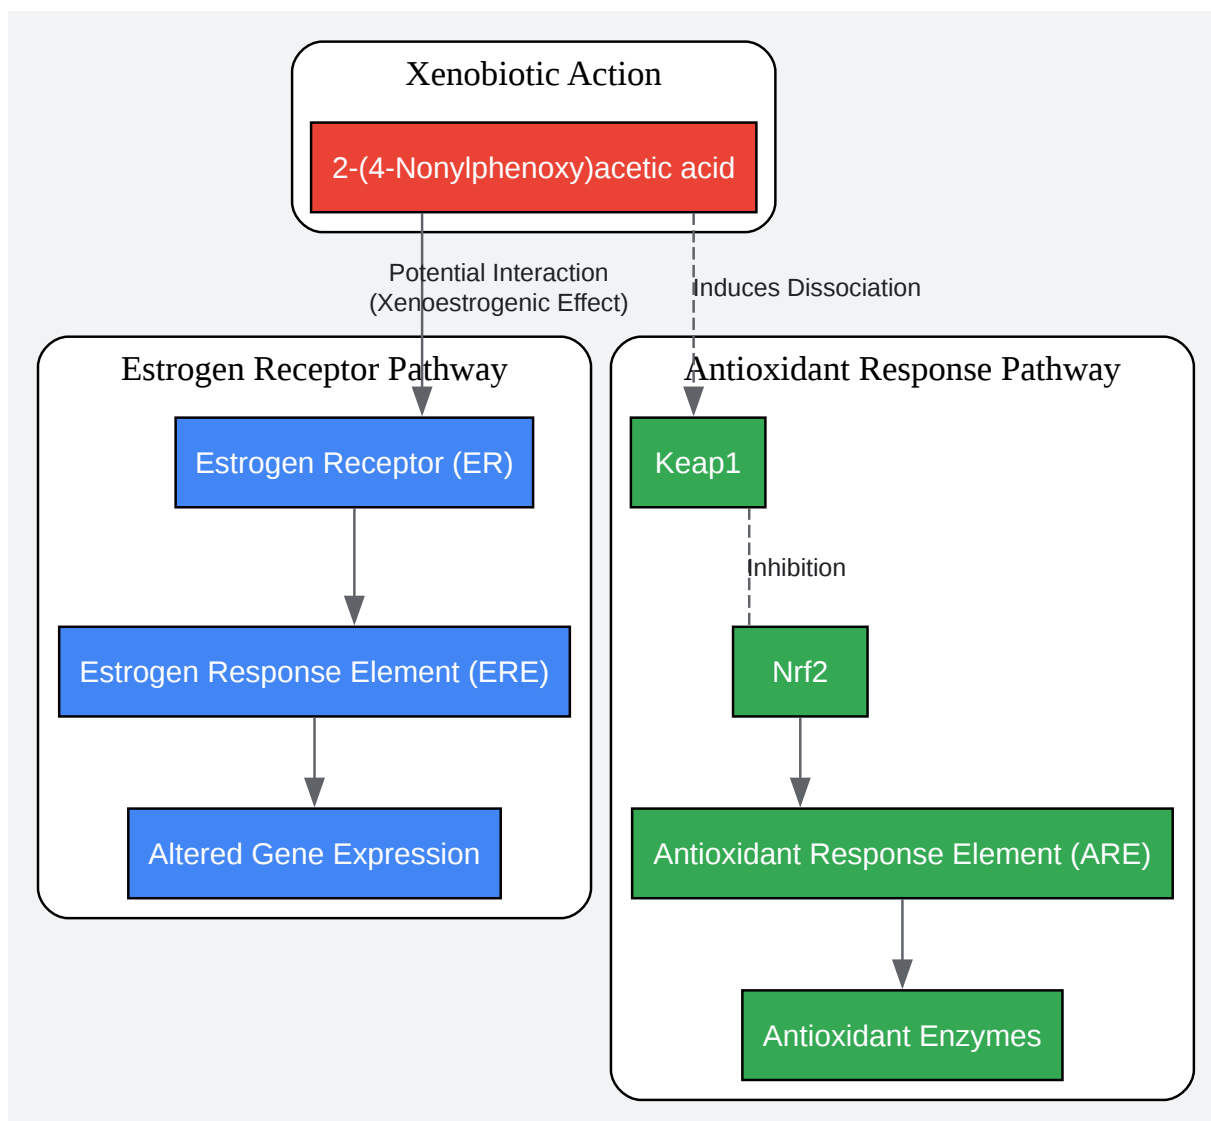 Xenobiotic Action
2-(4-Nonylphenoxy)acetic acid
Potential Interaction
(Xenoestrogenic Effect)
Induces Dissociation
Estrogen Receptor Pathway
Estrogen Receptor (ER)
Estrogen Response Element (ERE)
Altered Gene Expression
Antioxidant Response Pathway
Keap1
Inhibition
Nrf2
Antioxidant Response Element (ARE)
Antioxidant Enzymes